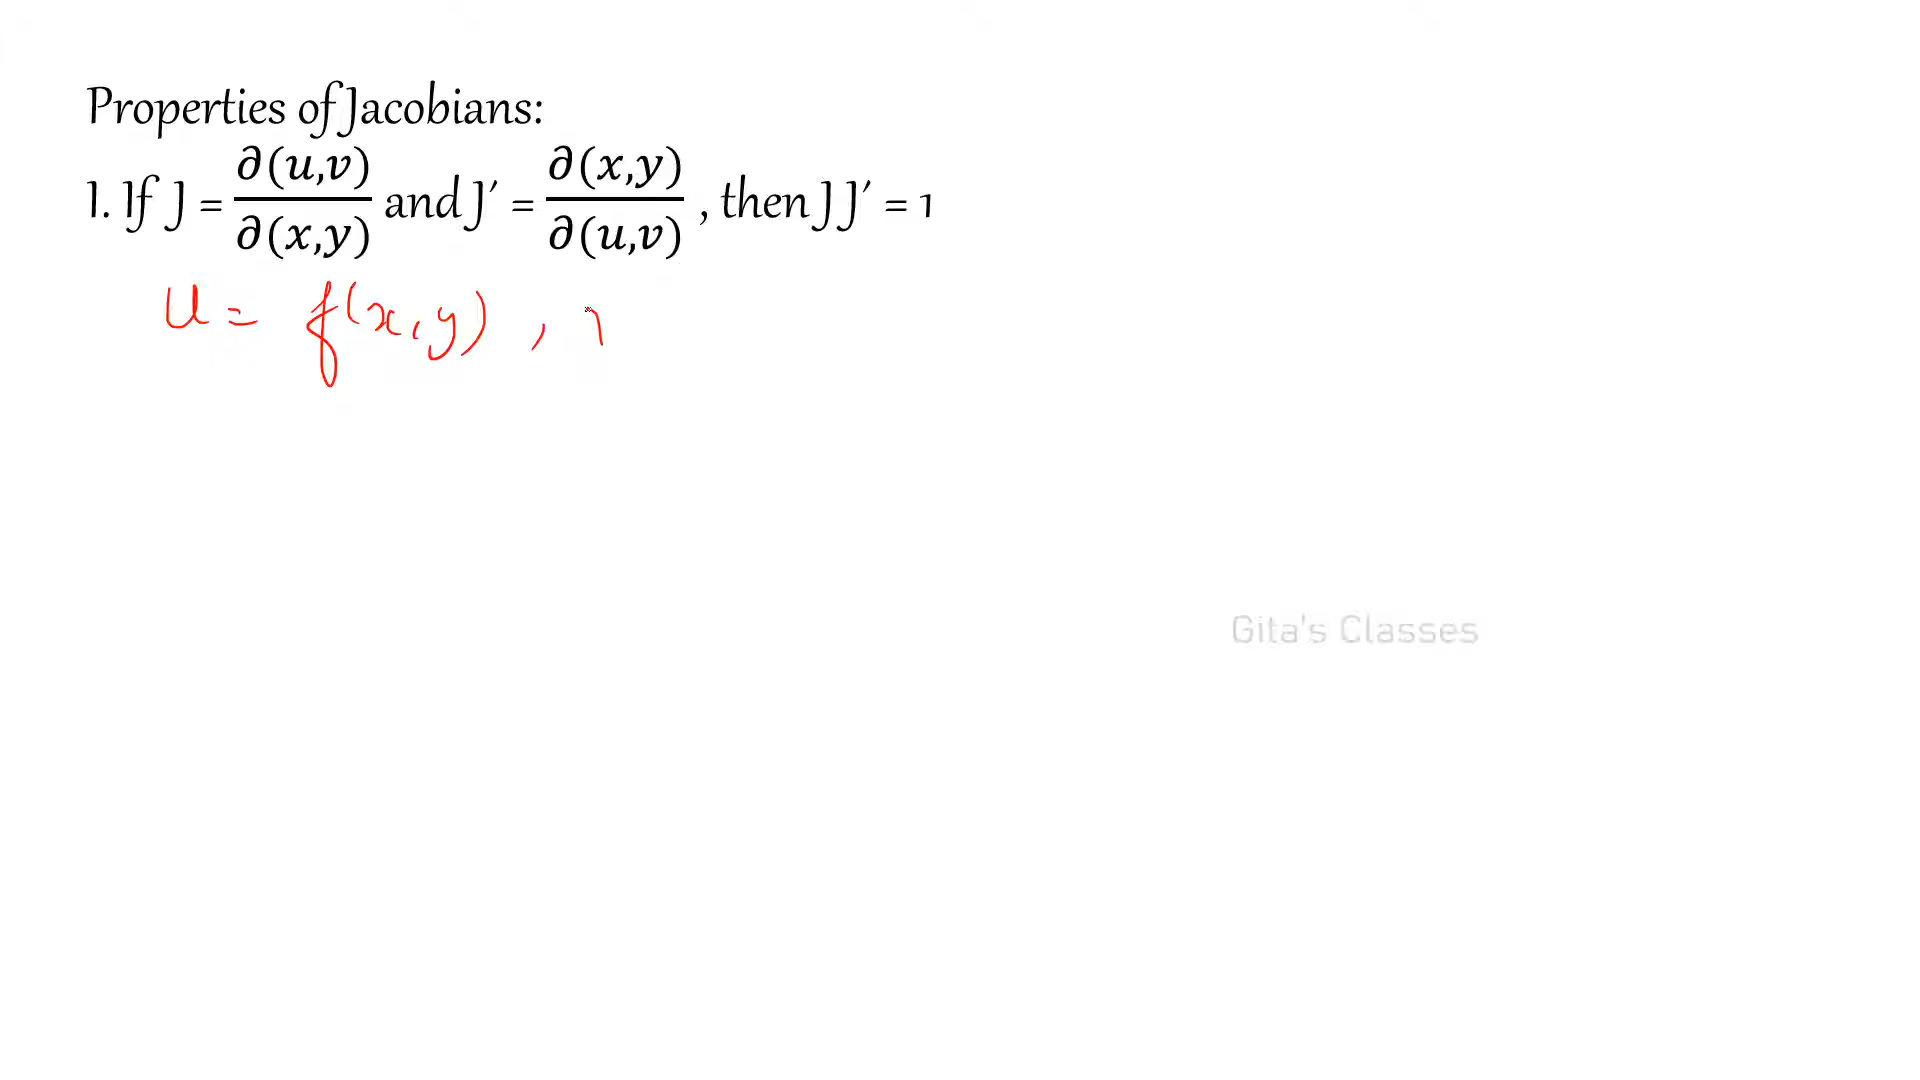 Properties of Jacobians:
1. If J = ∂(u,v)/∂(x,y) and J′ = ∂(x,y)/∂(u,v) , then J J′ = 1
u = f(x,y) ,
Gita's Classes